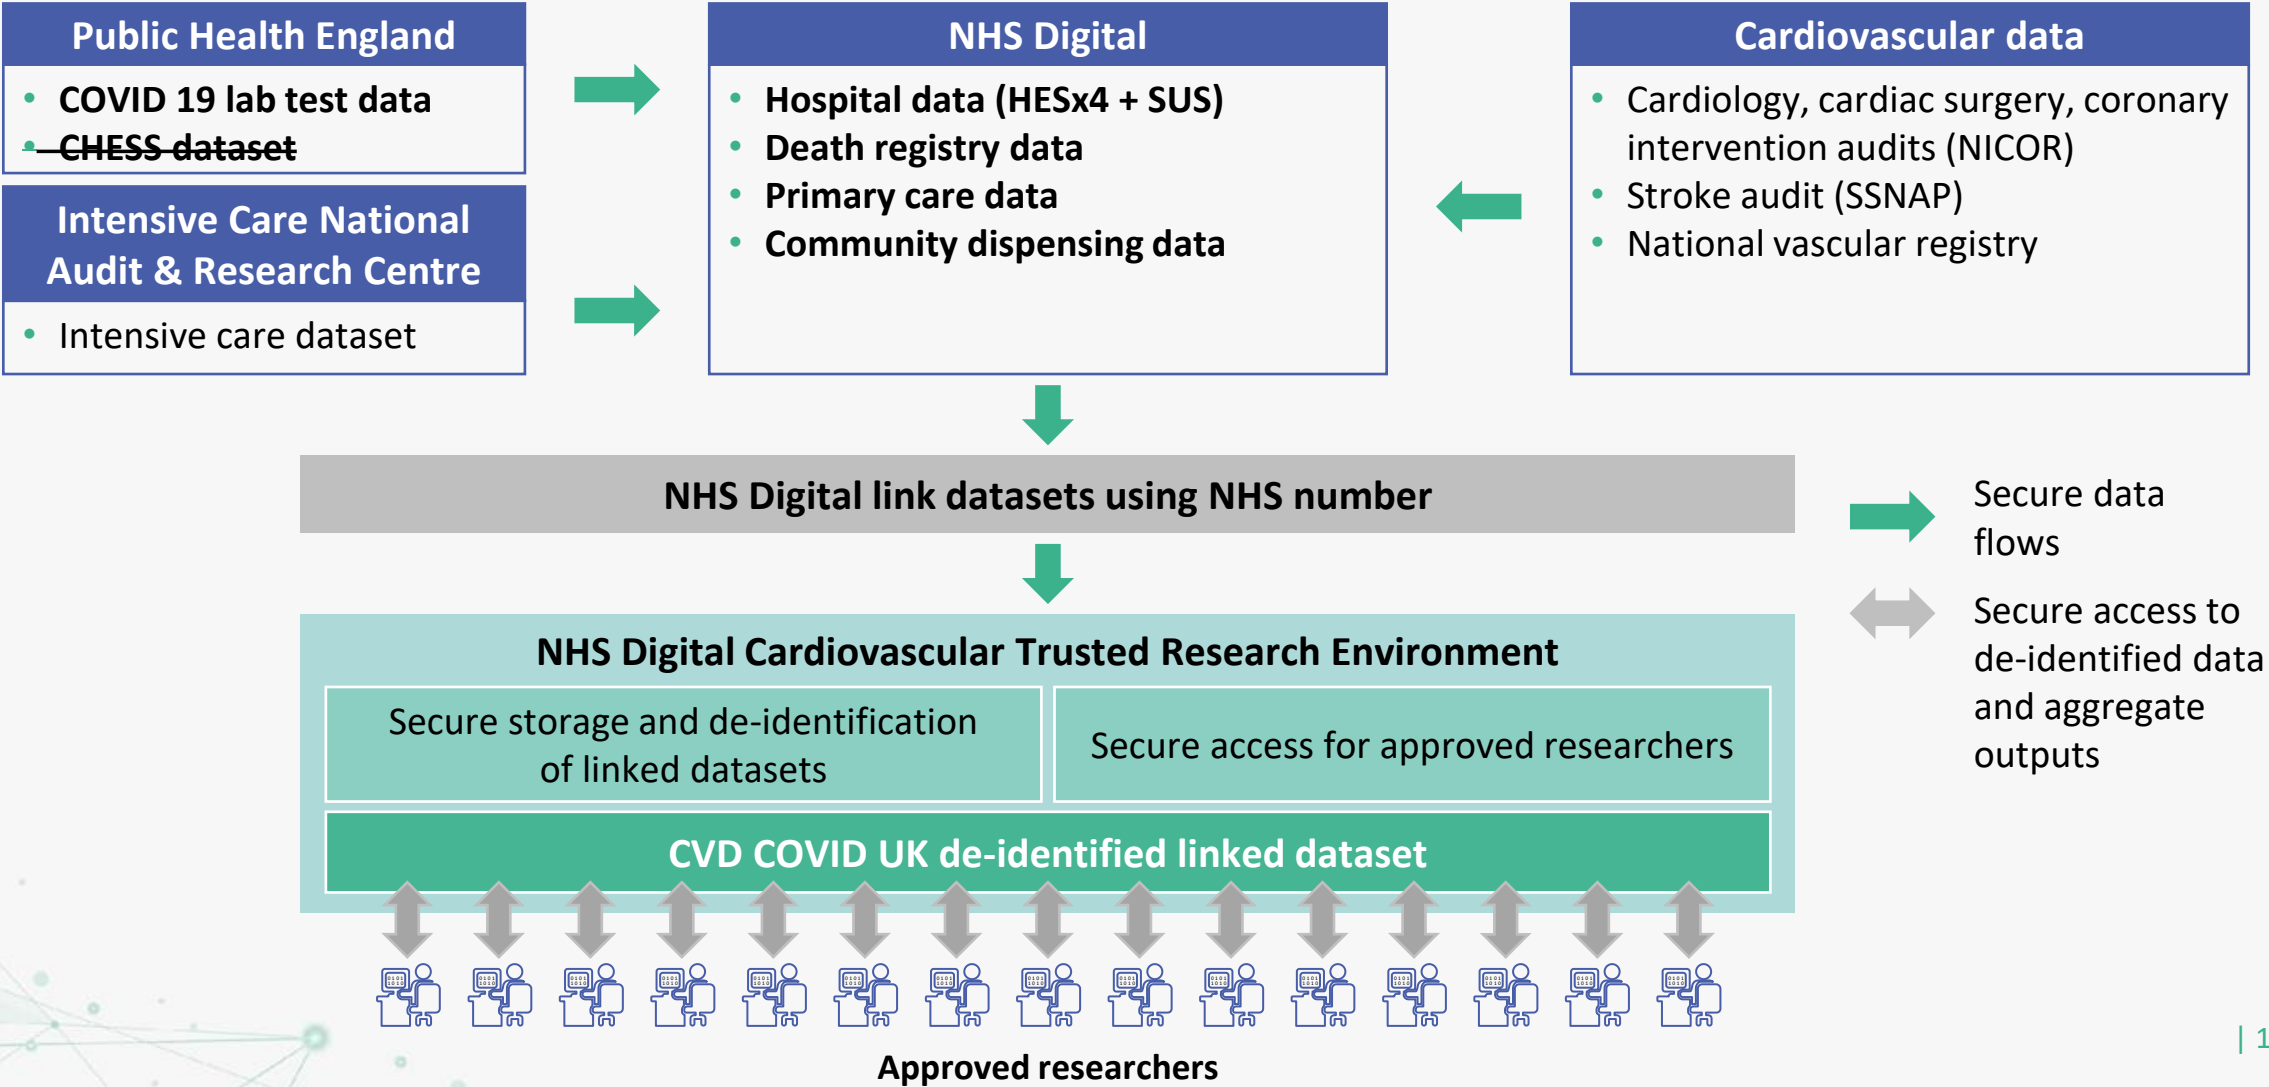 Public Health England
• COVID 19 lab test data
• CHESS dataset
Intensive Care National
Audit & Research Centre
• Intensive care dataset
NHS Digital
• Hospital data (HESx4 + SUS)
• Death registry data
• Primary care data
• Community dispensing data
Cardiovascular data
• Cardiology, cardiac surgery, coronary
intervention audits (NICOR)
• Stroke audit (SSNAP)
• National vascular registry
NHS Digital link datasets using NHS number
Secure data
flows
Secure access to
de-identified data
and aggregate
outputs
NHS Digital Cardiovascular Trusted Research Environment
Secure storage and de-identification
of linked datasets
Secure access for approved researchers
CVD COVID UK de-identified linked dataset
Approved researchers
| 1